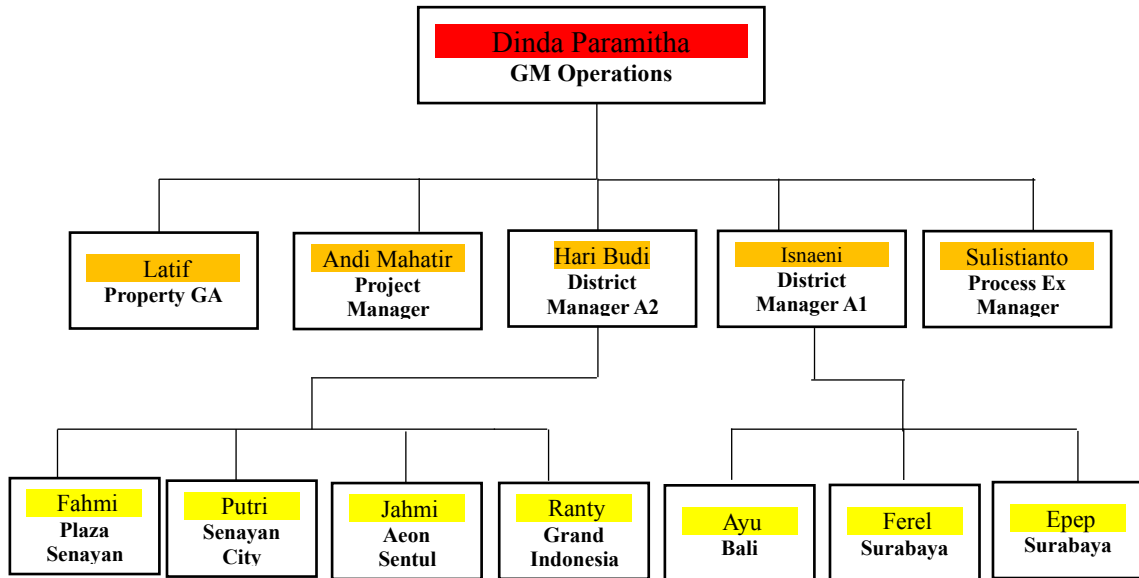 Dinda Paramitha
GM Operations
Latif
Property GA
Andi Mahatir
Project
Manager
Hari Budi
District
Manager A2
Isnaeni
District
Manager A1
Sulistianto
Process Ex
Manager
Fahmi
Plaza
Senayan
Putri
Senayan
City
Jahmi
Aeon
Sentul
Ranty
Grand
Indonesia
Ayu
Bali
Ferel
Surabaya
Epep
Surabaya